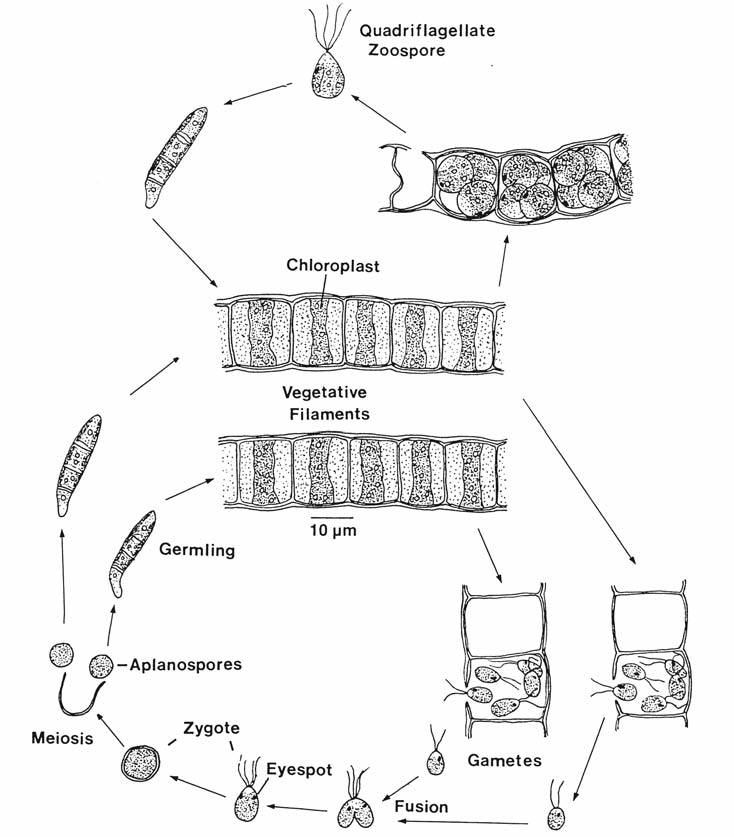 Quadriflagellate
Zoospore
Chloroplast
Vegetative
Filaments
10 µm
Germling
Aplanospores
Meiosis
Zygote
Eyespot
Gametes
Fusion